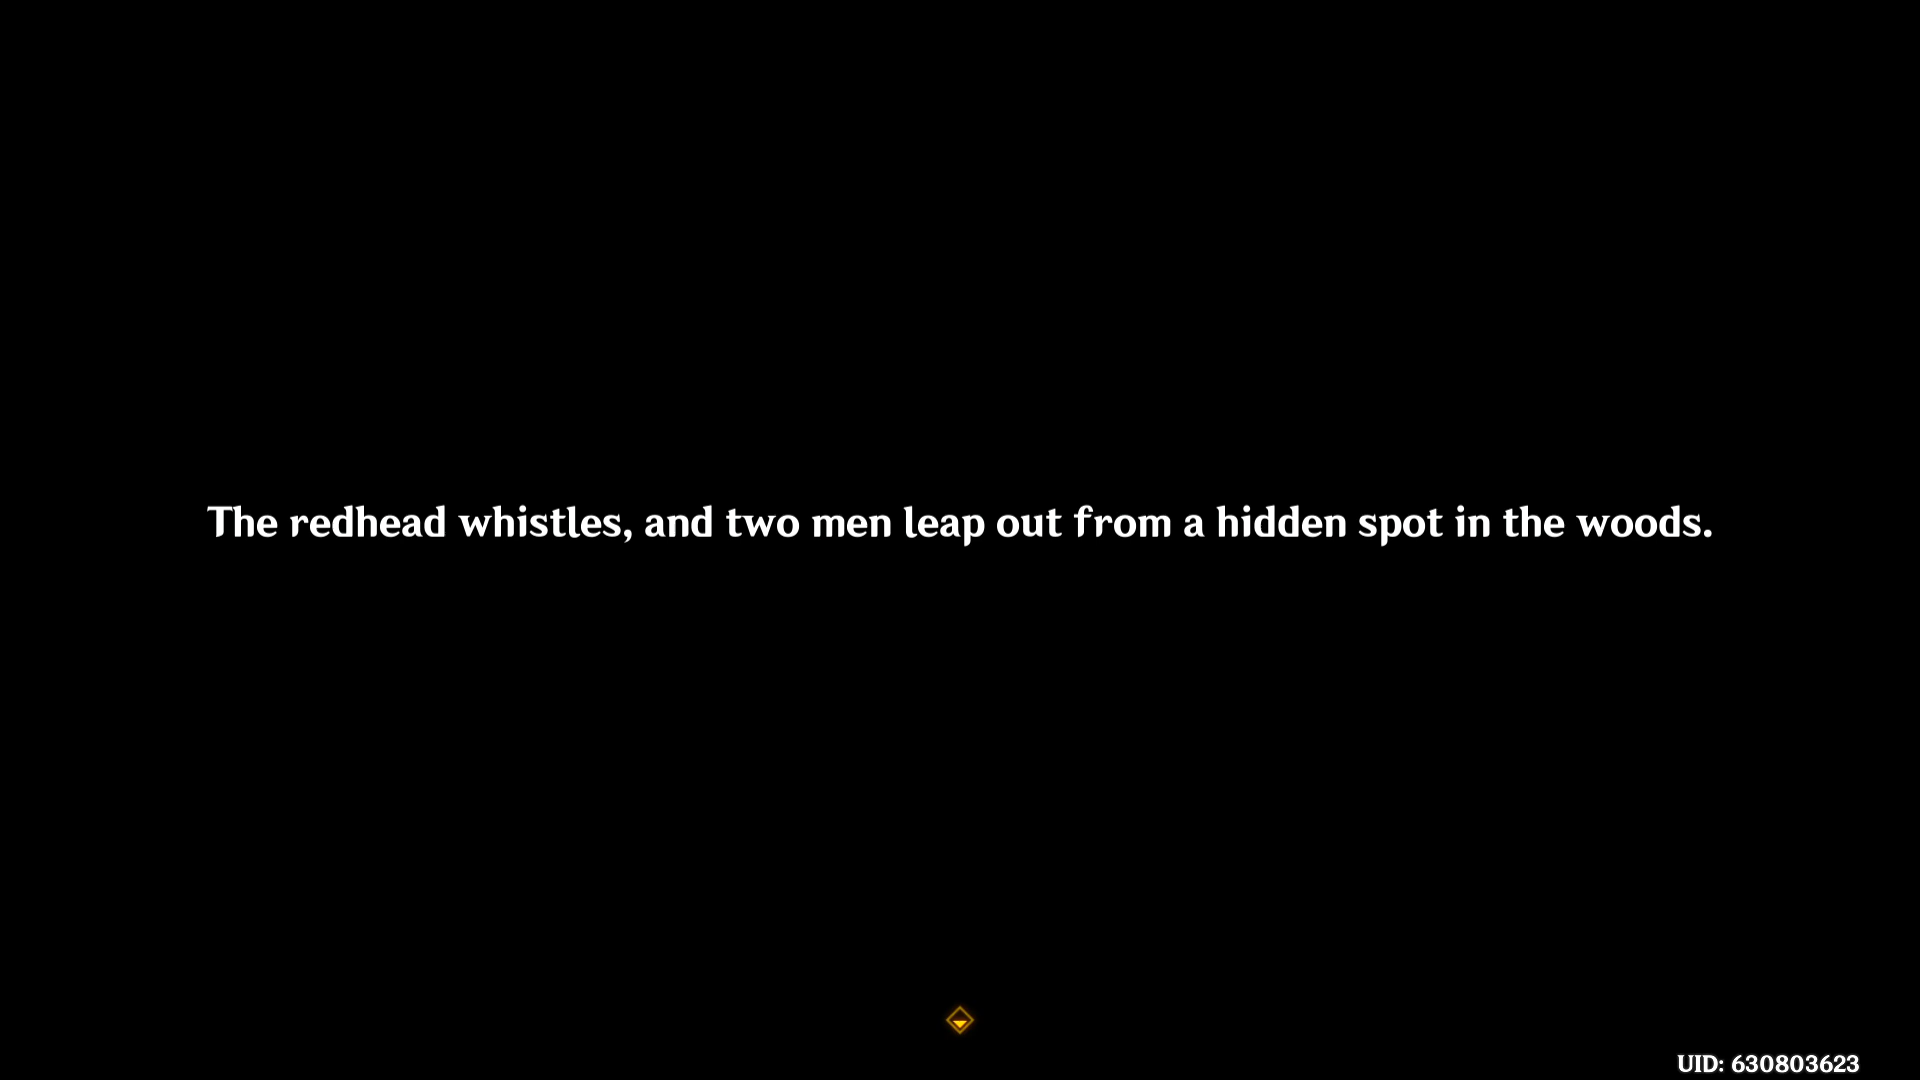 The redhead whistles, and two men leap out from a hidden spot in the woods.
UID: 630803623